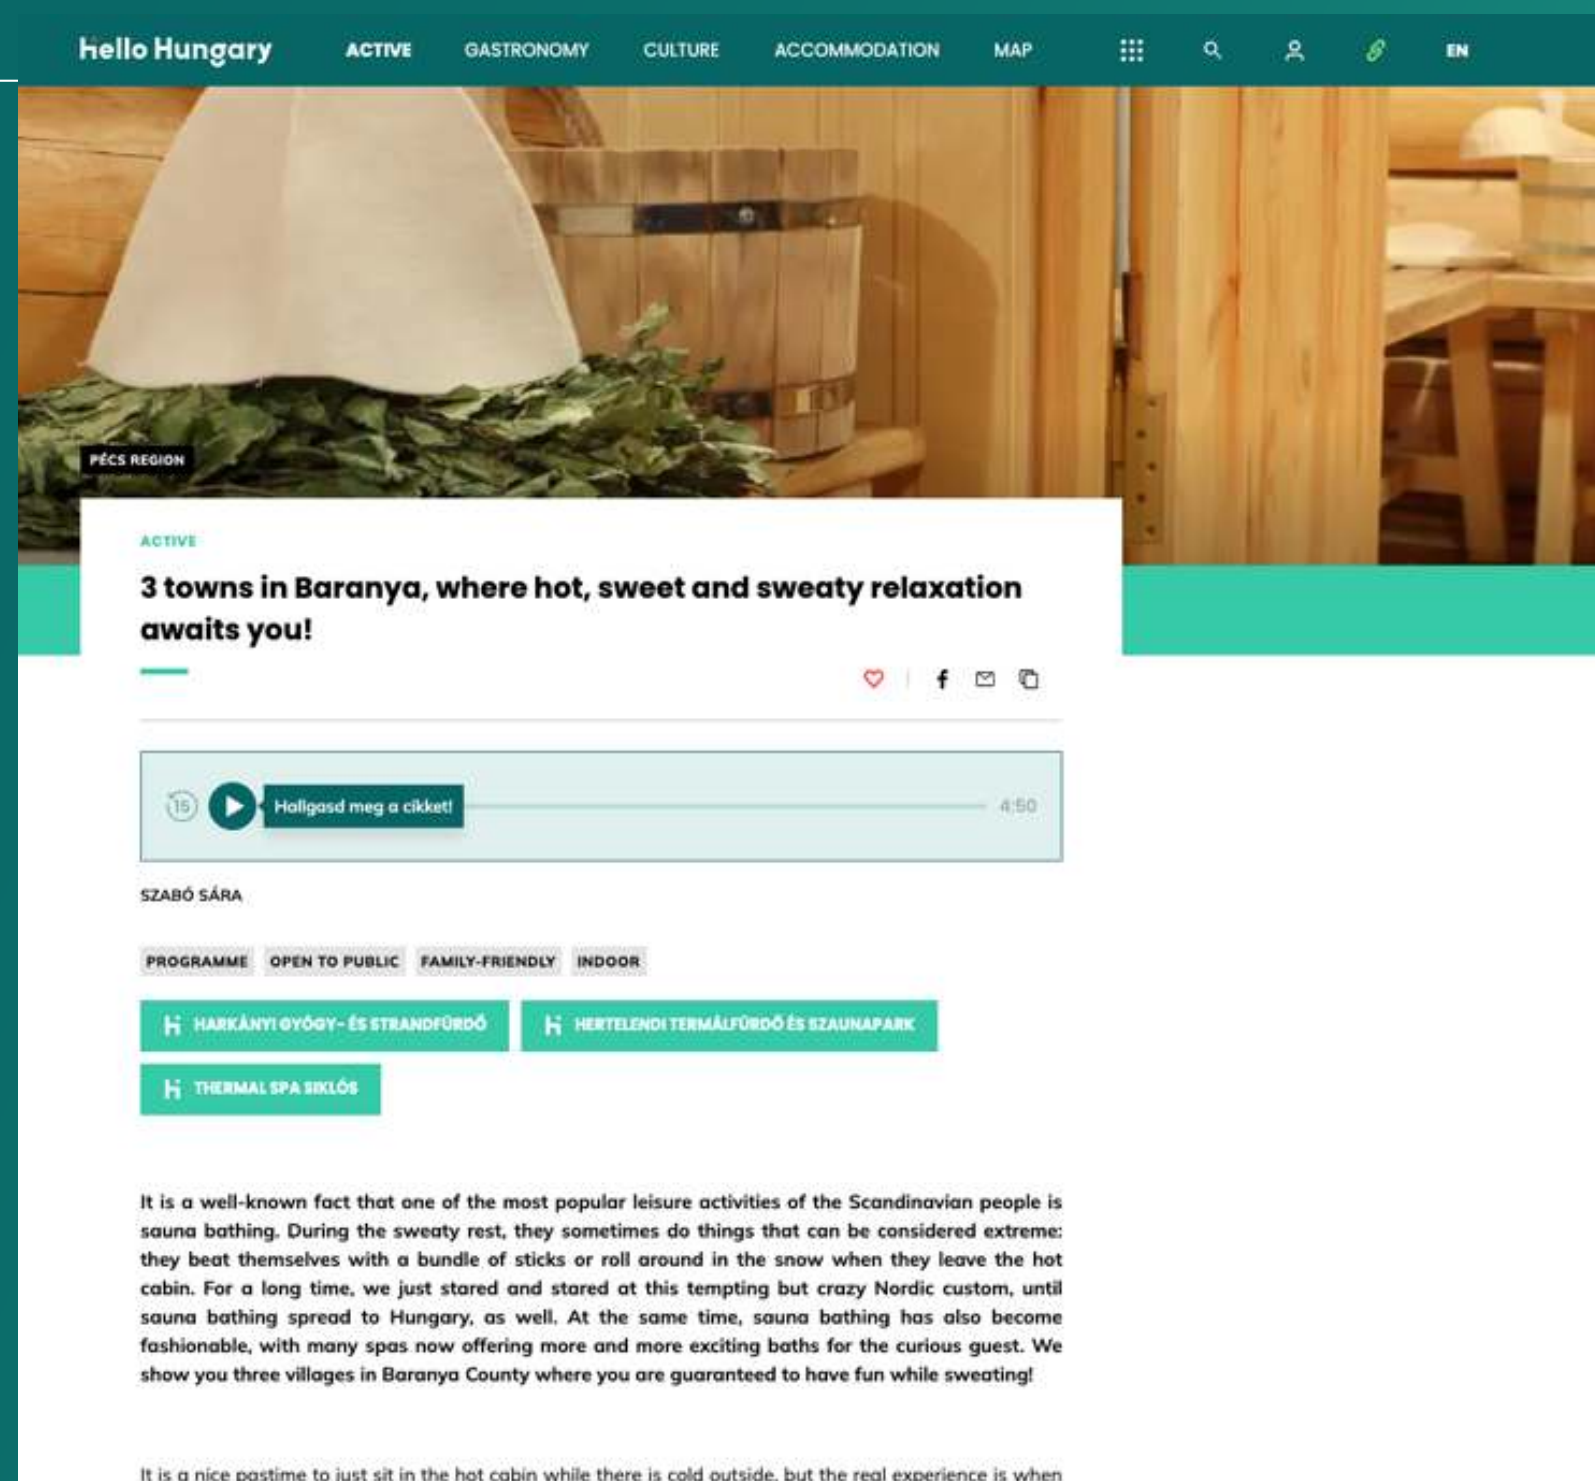 Hello Hungary ACTIVE GASTRONOMY CULTURE ACCOMMODATION MAP EN
PÉCS REGION
ACTIVE
3 towns in Baranya, where hot, sweet and sweaty relaxation
awaits you!
15 Hallgasd meg a cikket! 4:50
SZABÓ SÁRA
PROGRAMME OPEN TO PUBLIC FAMILY-FRIENDLY INDOOR
HARKÁNYI GYÓGY- ÉS STRANDFÜRDŐ HERTELENDI TERMÁLFÜRDŐ ÉS SZAUNAPARK
THERMAL SPA SIKLÓS
It is a well-known fact that one of the most popular leisure activities of the Scandinavian people is
sauna bathing. During the sweaty rest, they sometimes do things that can be considered extreme:
they beat themselves with a bundle of sticks or roll around in the snow when they leave the hot
cabin. For a long time, we just stared and stared at this tempting but crazy Nordic custom, until
sauna bathing spread to Hungary, as well. At the same time, sauna bathing has also become
fashionable, with many spas now offering more and more exciting baths for the curious guest. We
show you three villages in Baranya County where you are guaranteed to have fun while sweating!
It is a nice pastime to just sit in the hot cabin while there is cold outside, but the real experience is when